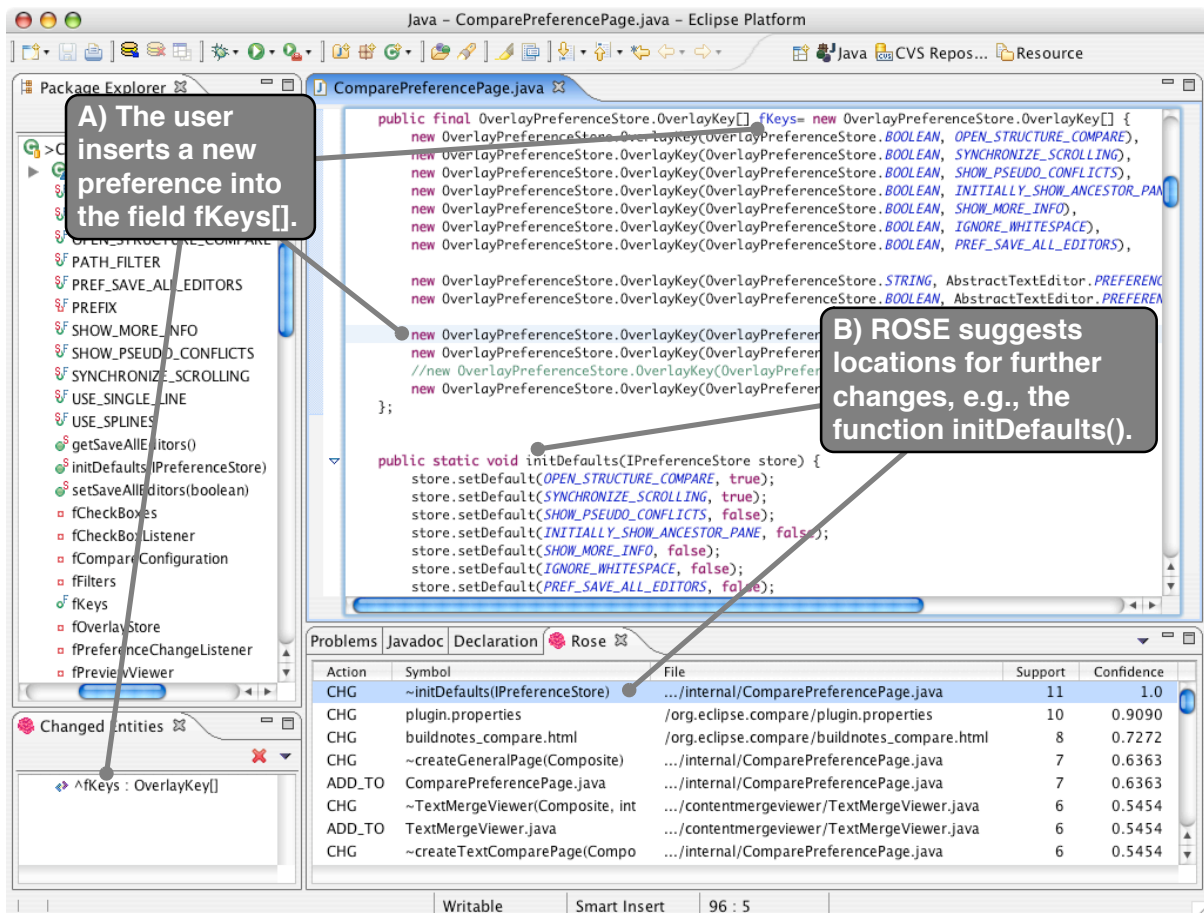 Java – ComparePreferencePage.java – Eclipse Platform
Java CVS Repos... Resource
Package Explorer
ComparePreferencePage.java
A) The user
inserts a new
preference into
the field fKeys[].
>C
OPEN_STRUCTURE_COMPARE
PATH_FILTER
PREF_SAVE_ALL_EDITORS
PREFIX
SHOW_MORE_INFO
SHOW_PSEUDO_CONFLICTS
SYNCHRONIZE_SCROLLING
USE_SINGLE_LINE
USE_SPLINES
getSaveAllEditors()
initDefaults(IPreferenceStore)
setSaveAllEditors(boolean)
fCheckBoxes
fCheckBoxListener
fCompareConfiguration
fFilters
fKeys
fOverlayStore
fPreferenceChangeListener
fPreviewViewer
public final OverlayPreferenceStore.OverlayKey[] fKeys= new OverlayPreferenceStore.OverlayKey[] {
new OverlayPreferenceStore.OverlayKey(OverlayPreferenceStore.BOOLEAN, OPEN_STRUCTURE_COMPARE),
new OverlayPreferenceStore.OverlayKey(OverlayPreferenceStore.BOOLEAN, SYNCHRONIZE_SCROLLING),
new OverlayPreferenceStore.OverlayKey(OverlayPreferenceStore.BOOLEAN, SHOW_PSEUDO_CONFLICTS),
new OverlayPreferenceStore.OverlayKey(OverlayPreferenceStore.BOOLEAN, INITIALLY_SHOW_ANCESTOR_PAN
new OverlayPreferenceStore.OverlayKey(OverlayPreferenceStore.BOOLEAN, SHOW_MORE_INFO),
new OverlayPreferenceStore.OverlayKey(OverlayPreferenceStore.BOOLEAN, IGNORE_WHITESPACE),
new OverlayPreferenceStore.OverlayKey(OverlayPreferenceStore.BOOLEAN, PREF_SAVE_ALL_EDITORS),
new OverlayPreferenceStore.OverlayKey(OverlayPreferenceStore.STRING, AbstractTextEditor.PREFERENC
new OverlayPreferenceStore.OverlayKey(OverlayPreferenceStore.BOOLEAN, AbstractTextEditor.PREFEREN
new OverlayPreferenceStore.OverlayKey(OverlayPrefer
new OverlayPreferenceStore.OverlayKey(OverlayPrefer
//new OverlayPreferenceStore.OverlayKey(OverlayPrefer
new OverlayPreferenceStore.OverlayKey(OverlayPrefer
};
B) ROSE suggests
locations for further
changes, e.g., the
function initDefaults().
public static void initDefaults(IPreferenceStore store) {
store.setDefault(OPEN_STRUCTURE_COMPARE, true);
store.setDefault(SYNCHRONIZE_SCROLLING, true);
store.setDefault(SHOW_PSEUDO_CONFLICTS, false);
store.setDefault(INITIALLY_SHOW_ANCESTOR_PANE, false);
store.setDefault(SHOW_MORE_INFO, false);
store.setDefault(IGNORE_WHITESPACE, false);
store.setDefault(PREF_SAVE_ALL_EDITORS, false);
Changed Entities
^fKeys : OverlayKey[]
Problems Javadoc Declaration Rose
Action Symbol File Support Confidence
CHG ~initDefaults(IPreferenceStore) .../internal/ComparePreferencePage.java 11 1.0
CHG plugin.properties /org.eclipse.compare/plugin.properties 10 0.9090
CHG buildnotes_compare.html /org.eclipse.compare/buildnotes_compare.html 8 0.7272
CHG ~createGeneralPage(Composite) .../internal/ComparePreferencePage.java 7 0.6363
ADD_TO ComparePreferencePage.java .../internal/ComparePreferencePage.java 7 0.6363
CHG ~TextMergeViewer(Composite, int .../contentmergeviewer/TextMergeViewer.java 6 0.5454
ADD_TO TextMergeViewer.java .../contentmergeviewer/TextMergeViewer.java 6 0.5454
CHG ~createTextComparePage(Compo .../internal/ComparePreferencePage.java 6 0.5454
Writable Smart Insert 96 : 5